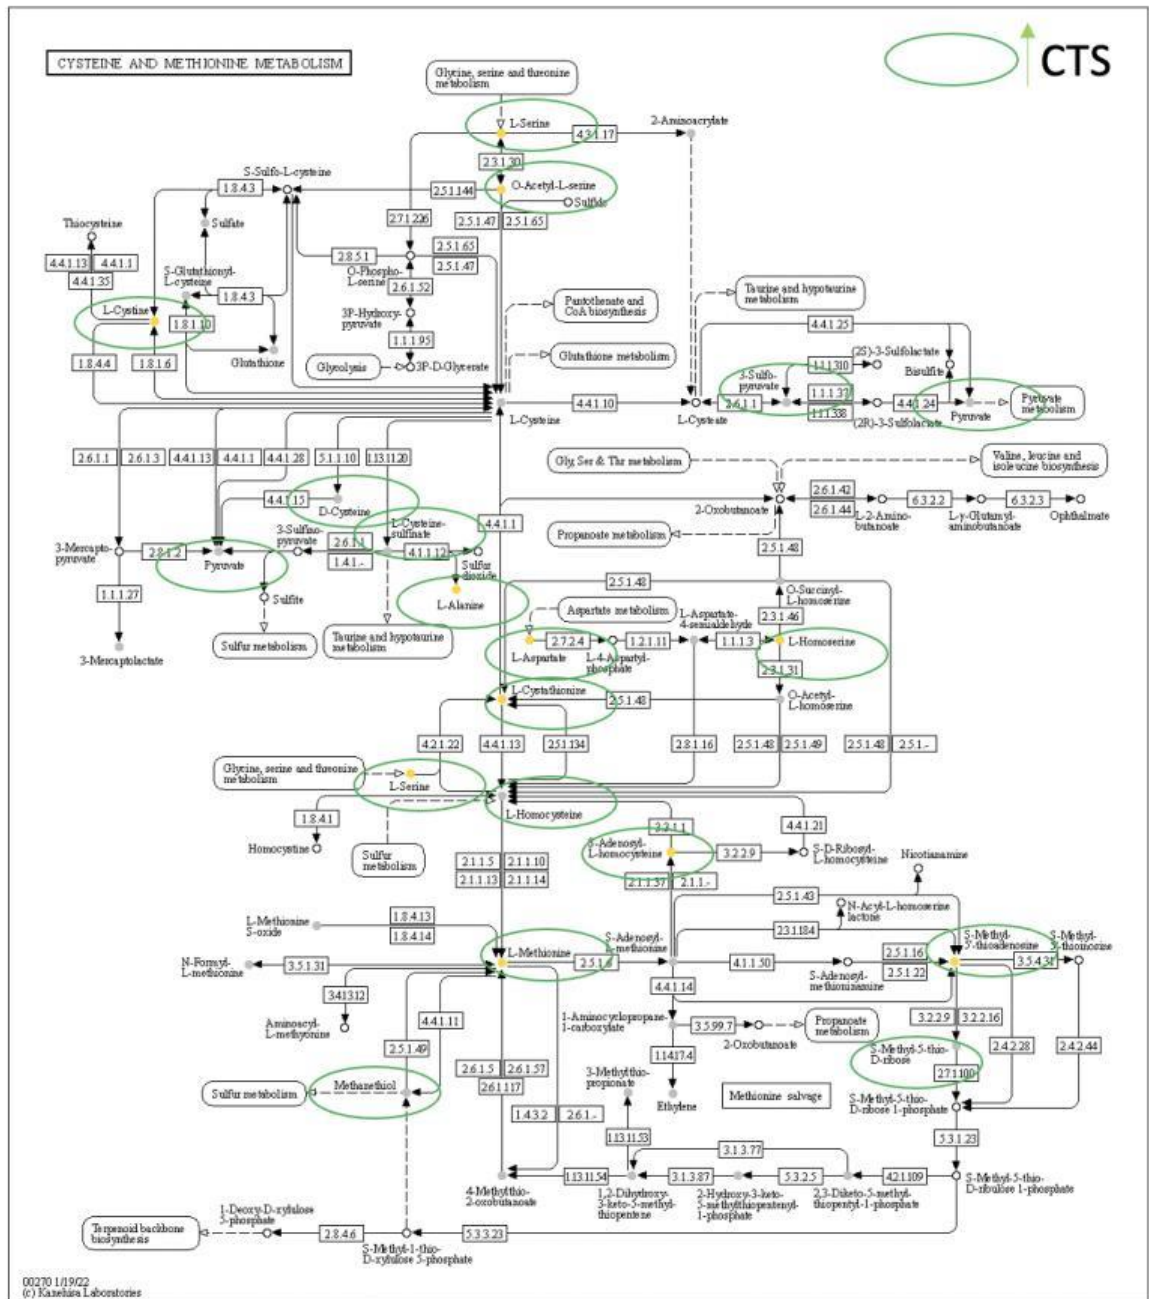 CYSTEINE AND METHIONINE METABOLISM
CTS
Glycine, serine and threonine
metabolism
L-Serine
4.3.1.17
2-Aminoacrylate
2.3.1.30
S-Sulfo-L-cysteine
1.8.4.3
2.5.1.144
O-Acetyl-L-serine
Sulfide
Thiocysteine
Sulfate
2.7.1.226
2.5.1.47
2.5.1.65
4.4.1.13
4.4.1.1
4.4.1.35
S-Glutathionyl-
L-cysteine
2.8.5.1
2.5.1.65
2.5.1.47
O-Phospho-
L-serine
1.8.4.3
2.6.1.52
L-Cystine
1.8.1.10
3P-Hydroxy-
pyruvate
Pantothenate and
CoA biosynthesis
Taurine and hypotaurine
metabolism
4.4.1.25
1.8.4.4
1.8.1.6
Glutathione
1.1.1.95
Glycolysis
3P-D-Glycerate
Glutathione metabolism
3-Sulfo-
pyruvate
1.1.1.310
(2S)-3-Sulfolactate
Bisulfite
L-Cysteine
4.4.1.10
L-Cysteate
2.6.1.1
1.1.1.37
1.1.1.338
(2R)-3-Sulfolactate
4.4.1.24
Pyruvate
Pyruvate
metabolism
2.6.1.1
2.6.1.3
4.4.1.13
4.4.1.1
4.4.1.28
5.1.1.10
1.13.11.20
Gly, Ser & Thr metabolism
Valine, leucine and
isoleucine biosynthesis
4.4.1.15
D-Cysteine
2-Oxobutanoate
2.6.1.42
2.6.1.44
L-2-Amino-
butanoate
6.3.2.2
L-γ-Glutamyl-
aminobutanoate
6.3.2.3
Ophthalmate
3-Mercapto-
pyruvate
2.8.1.2
Pyruvate
3-Sulfino-
pyruvate
2.6.1.1
1.4.1.-
L-Cysteine-
sulfinate
4.1.1.12
Sulfur
dioxide
4.4.1.1
Propanoate metabolism
2.5.1.48
1.1.1.27
Sulfite
L-Alanine
2.5.1.48
O-Succinyl-
L-homoserine
Sulfur metabolism
Taurine and hypotaurine
metabolism
Aspartate metabolism
L-Aspartate-
4-semialdehyde
2.3.1.46
3-Mercaptolactate
L-Aspartate
2.7.2.4
L-4-Aspartyl-
phosphate
1.2.1.11
1.1.1.3
L-Homoserine
2.3.1.31
L-Cystathionine
2.5.1.48
O-Acetyl-
L-homoserine
4.2.1.22
4.4.1.13
2.5.1.134
2.8.1.16
2.5.1.48
2.5.1.49
2.5.1.48
2.5.1.-
Glycine, serine and threonine
metabolism
L-Serine
L-Homocysteine
1.8.4.1
Homocystine
Sulfur
metabolism
3.3.1.1
4.4.1.21
S-Adenosyl-
L-homocysteine
3.2.2.9
S-D-Ribosyl-
L-homocysteine
2.1.1.5
2.1.1.10
2.1.1.13
2.1.1.14
2.1.1.37
2.1.1.-
Nicotianamine
2.5.1.43
L-Methionine
S-oxide
1.8.4.13
1.8.4.14
N-Acyl-L-homoserine
lactone
2.3.1.184
N-Formyl-
L-methionine
3.5.1.31
L-Methionine
2.5.1.6
S-Adenosyl-L-
methionine
4.1.1.50
S-Adenosyl-
methioninamine
2.5.1.16
2.5.1.22
S-Methyl-
5'-thioadenosine
3.5.4.31
S-Methyl-
5'-thioinosine
3.4.13.12
Aminoacyl-
L-methyonine
4.4.1.11
4.4.1.14
1-Aminocyclopropane-
1-carboxylate
3.5.99.7
2-Oxobutanoate
Propanoate
metabolism
3.2.2.9
3.2.2.16
2.4.2.28
2.4.2.44
2.5.1.49
1.14.17.4
S-Methyl-5-thio-
D-ribose
Sulfur metabolism
Methanethiol
2.6.1.5
2.6.1.57
2.6.1.117
3-Methylthio-
propionate
Ethylene
Methionine salvage
2.7.1.100
S-Methyl-5-thio-
D-ribose 1-phosphate
1.4.3.2
2.6.1.-
1.13.11.53
3.1.3.77
5.3.1.23
4-Methylthio-
2-oxobutanoate
1.13.11.54
1,2-Dihydroxy-
3-keto-5-methyl-
thiopentene
3.1.3.87
2-Hydroxy-3-keto-
5-methylthiopentenyl-
1-phosphate
5.3.2.5
2,3-Diketo-5-methyl-
thiopentyl-1-phosphate
4.2.1.109
S-Methyl-5-thio-
D-ribulose 1-phosphate
Terpenoid backbone
biosynthesis
1-Deoxy-D-xylulose
5-phosphate
2.8.4.6
S-Methyl-1-thio-
D-xylulose 5-phosphate
5.3.3.23
00270 1/19/22
(c) Kanehisa Laboratories